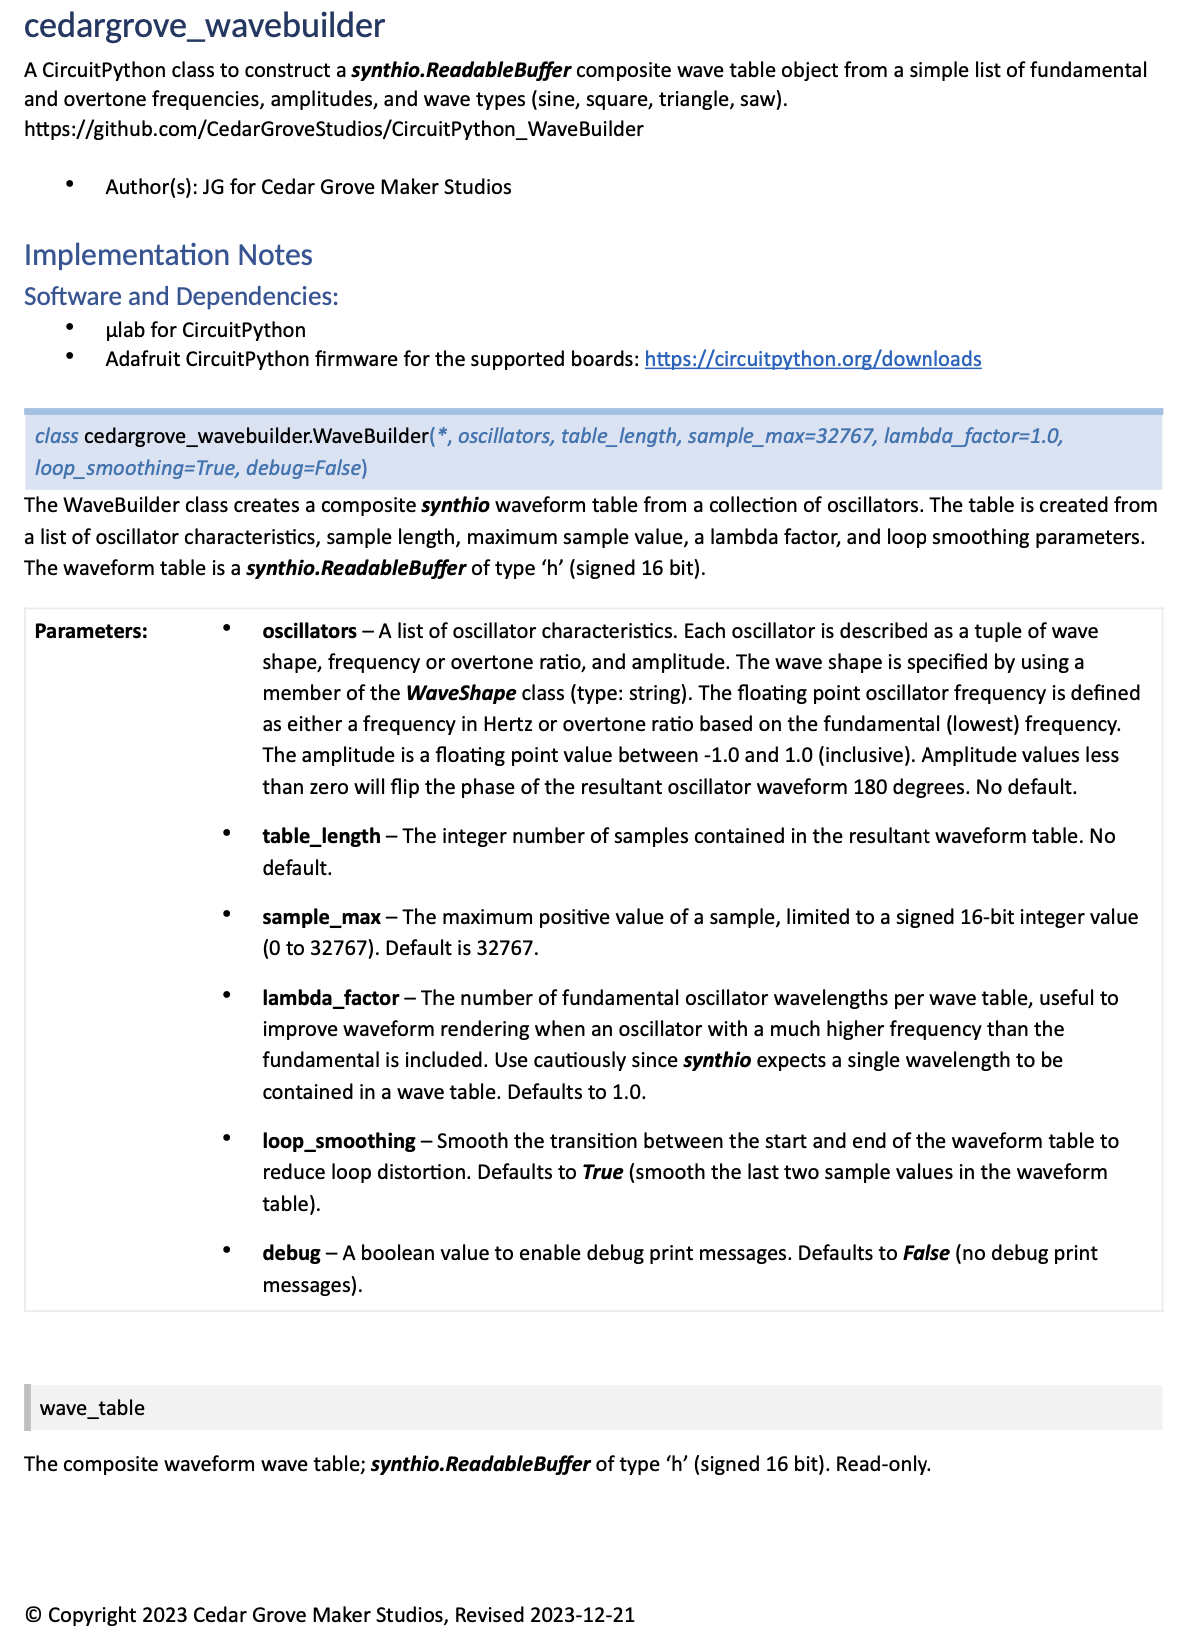 cedargrove_wavebuilder
A CircuitPython class to construct a synthio.ReadableBuffer composite wave table object from a simple list of fundamental
and overtone frequencies, amplitudes, and wave types (sine, square, triangle, saw).
https://github.com/CedarGroveStudios/CircuitPython_WaveBuilder
• Author(s): JG for Cedar Grove Maker Studios
Implementation Notes
Software and Dependencies:
• µlab for CircuitPython
• Adafruit CircuitPython firmware for the supported boards: https://circuitpython.org/downloads
class cedargrove_wavebuilder.WaveBuilder(*, oscillators, table_length, sample_max=32767, lambda_factor=1.0,
loop_smoothing=True, debug=False)
The WaveBuilder class creates a composite synthio waveform table from a collection of oscillators. The table is created from
a list of oscillator characteristics, sample length, maximum sample value, a lambda factor, and loop smoothing parameters.
The waveform table is a synthio.ReadableBuffer of type ‘h’ (signed 16 bit).
Parameters: • oscillators – A list of oscillator characteristics. Each oscillator is described as a tuple of wave
shape, frequency or overtone ratio, and amplitude. The wave shape is specified by using a
member of the WaveShape class (type: string). The floating point oscillator frequency is defined
as either a frequency in Hertz or overtone ratio based on the fundamental (lowest) frequency.
The amplitude is a floating point value between -1.0 and 1.0 (inclusive). Amplitude values less
than zero will flip the phase of the resultant oscillator waveform 180 degrees. No default.
• table_length – The integer number of samples contained in the resultant waveform table. No
default.
• sample_max – The maximum positive value of a sample, limited to a signed 16-bit integer value
(0 to 32767). Default is 32767.
• lambda_factor – The number of fundamental oscillator wavelengths per wave table, useful to
improve waveform rendering when an oscillator with a much higher frequency than the
fundamental is included. Use cautiously since synthio expects a single wavelength to be
contained in a wave table. Defaults to 1.0.
• loop_smoothing – Smooth the transition between the start and end of the waveform table to
reduce loop distortion. Defaults to True (smooth the last two sample values in the waveform
table).
• debug – A boolean value to enable debug print messages. Defaults to False (no debug print
messages).
wave_table
The composite waveform wave table; synthio.ReadableBuffer of type ‘h’ (signed 16 bit). Read-only.
© Copyright 2023 Cedar Grove Maker Studios, Revised 2023-12-21